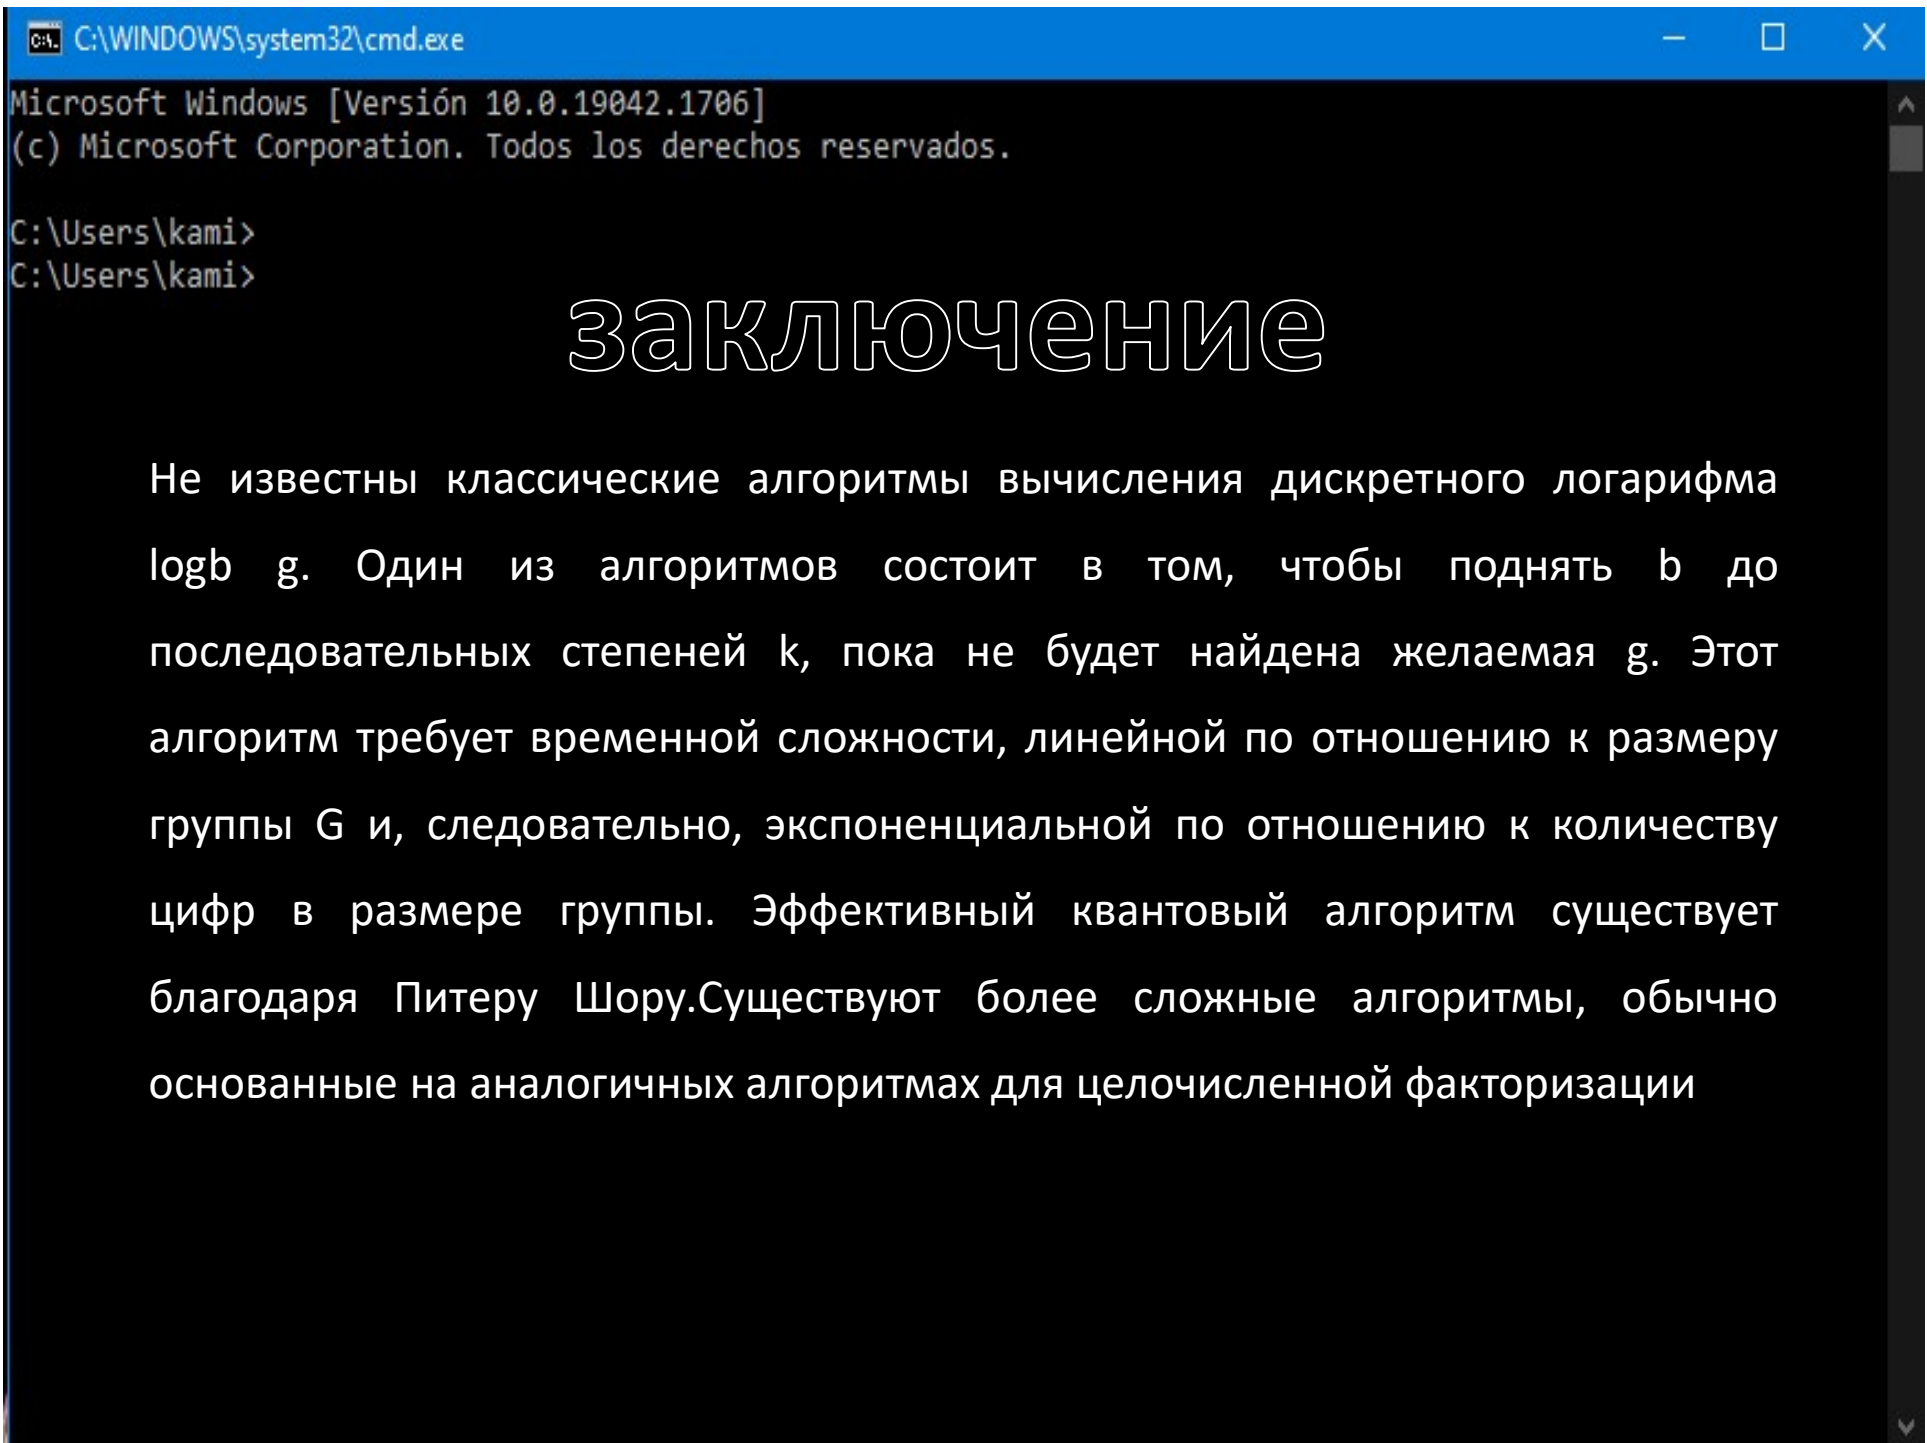 C:\WINDOWS\system32\cmd.exe
Microsoft Windows [Versión 10.0.19042.1706]
(c) Microsoft Corporation. Todos los derechos reservados.
C:\Users\kami>
C:\Users\kami>
заключение
Не известны классические алгоритмы вычисления дискретного логарифма
logb g. Один из алгоритмов состоит в том, чтобы поднять b до
последовательных степеней k, пока не будет найдена желаемая g. Этот
алгоритм требует временной сложности, линейной по отношению к размеру
группы G и, следовательно, экспоненциальной по отношению к количеству
цифр в размере группы. Эффективный квантовый алгоритм существует
благодаря Питеру Шору.Существуют более сложные алгоритмы, обычно
основанные на аналогичных алгоритмах для целочисленной факторизации